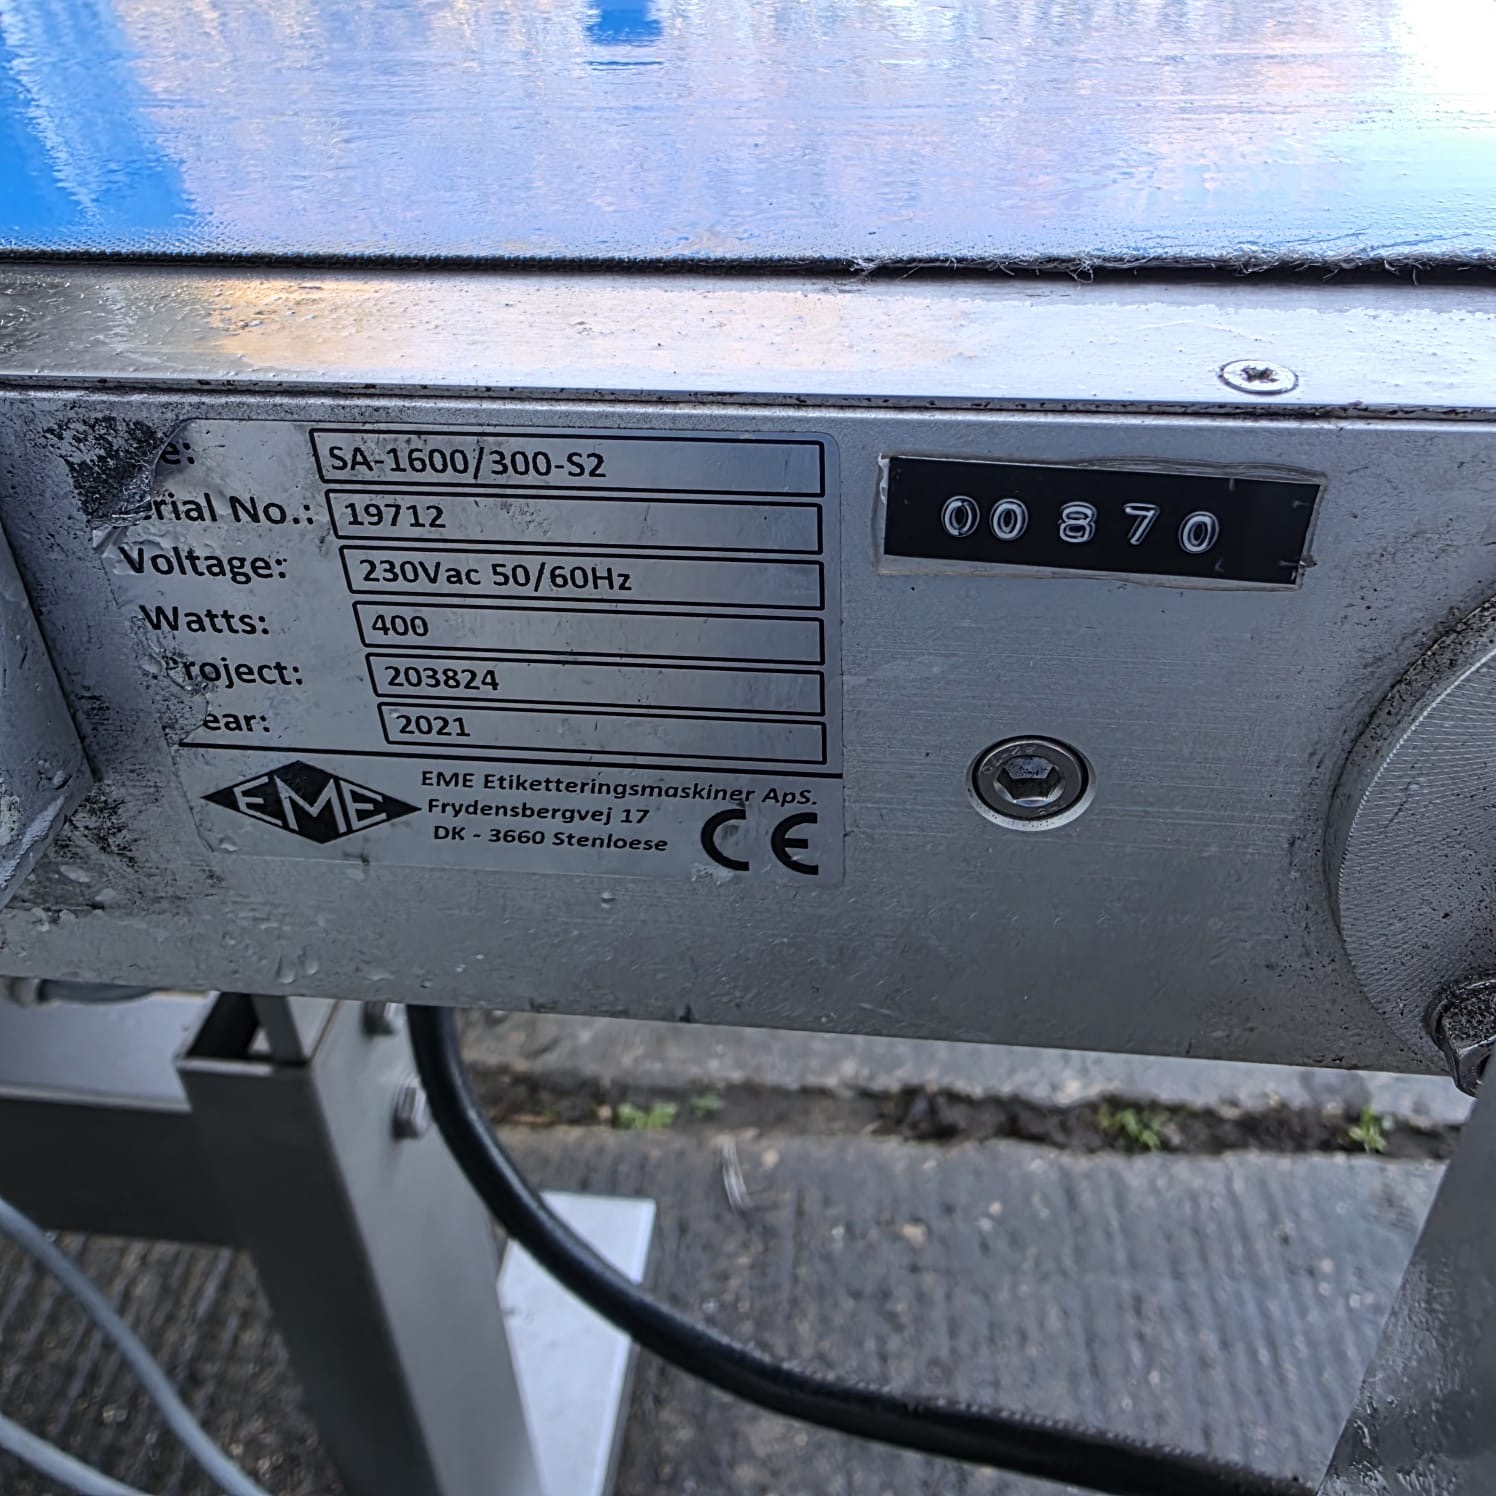 e: SA-1600/300-S2
rial No.: 19712
Voltage: 230Vac 50/60Hz
Watts: 400
Project: 203824
ear: 2021
EME
EME Etiketteringsmaskiner ApS.
Frydensbergvej 17
DK - 3660 Stenloese
CE
00870